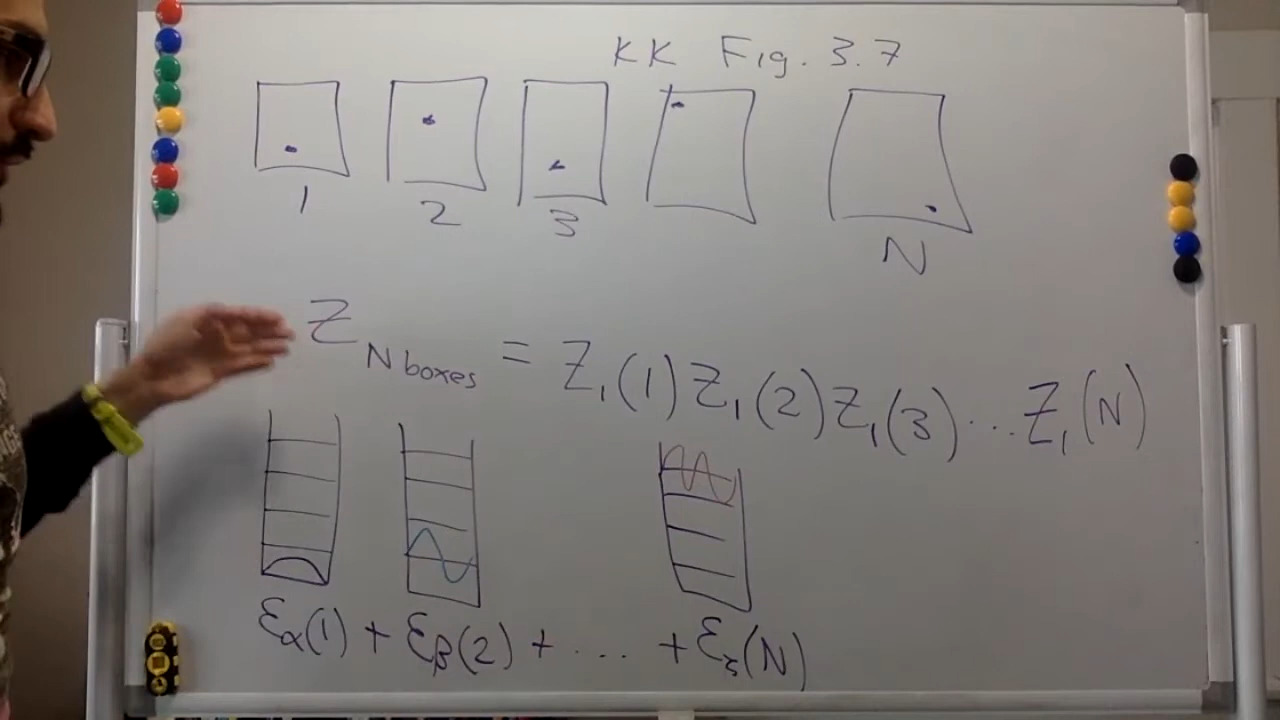 KK Fig. 3.7
1 2 3 N
Z_N boxes = Z₁(1) Z₁(2) Z₁(3) ... Z₁(N)
ε_α(1) + ε_β(2) + .... + ε_ζ(N)